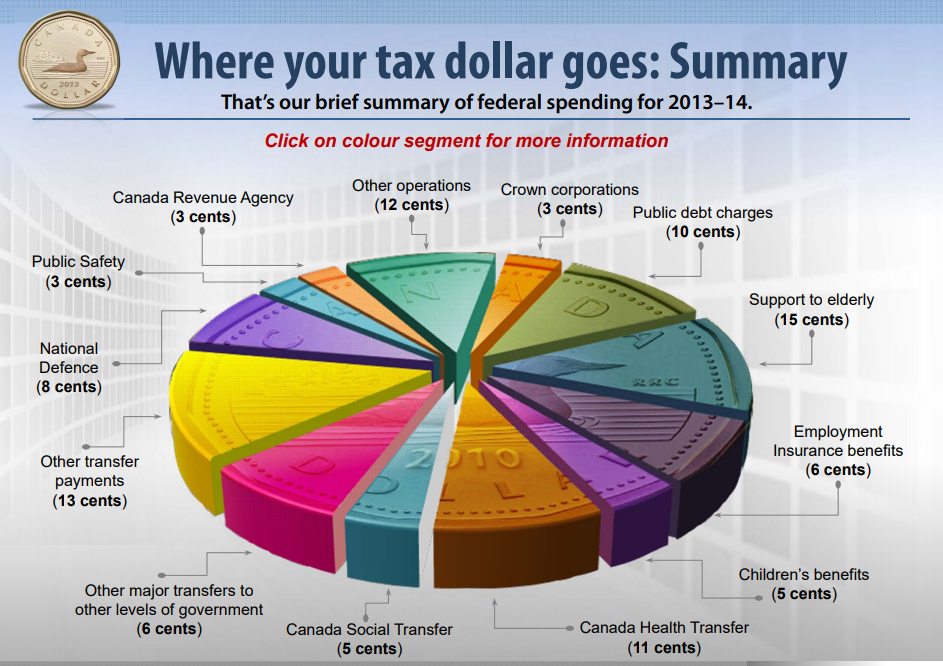 Where your tax dollar goes: Summary
That's our brief summary of federal spending for 2013–14.
Click on colour segment for more information
CANADA
2013
DOLLAR
Canada Revenue Agency
(3 cents)
Other operations
(12 cents)
Crown corporations
(3 cents)
Public debt charges
(10 cents)
Public Safety
(3 cents)
Support to elderly
(15 cents)
National
Defence
(8 cents)
Employment
Insurance benefits
(6 cents)
Other transfer
payments
(13 cents)
Children's benefits
(5 cents)
Other major transfers to
other levels of government
(6 cents)
Canada Social Transfer
(5 cents)
Canada Health Transfer
(11 cents)
CANADA
RRC
2010
DOLLA